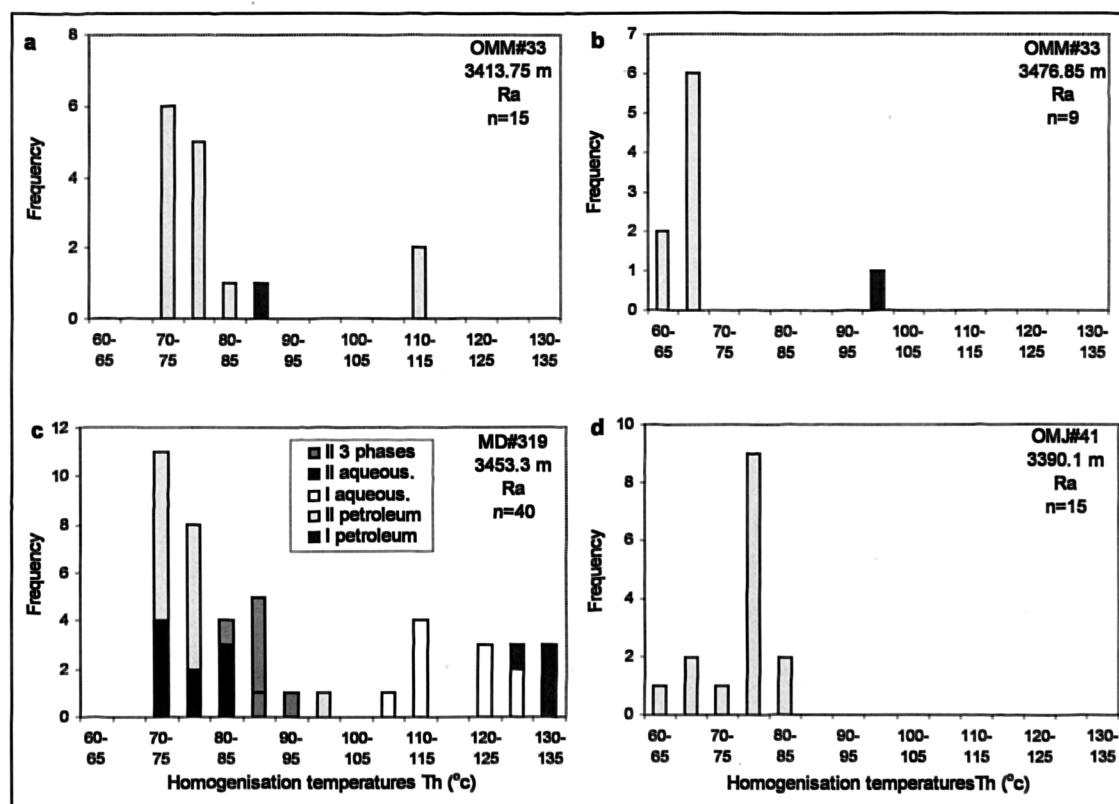 a
OMM#33
3413.75 m
Ra
n=15
Frequency
8
6
4
2
0
60-65 70-75 80-85 90-95 100-105 110-115 120-125 130-135
b
OMM#33
3476.85 m
Ra
n=9
Frequency
7
6
5
4
3
2
1
0
60-65 70-75 80-85 90-95 100-105 110-115 120-125 130-135
c
MD#319
3453.3 m
Ra
n=40
II 3 phases
II aqueous.
I aqueous.
II petroleum
I petroleum
Frequency
12
10
8
6
4
2
0
60-65 70-75 80-85 90-95 100-105 110-115 120-125 130-135
Homogenisation temperatures Th (°c)
d
OMJ#41
3390.1 m
Ra
n=15
Frequency
10
8
6
4
2
0
60-65 70-75 80-85 90-95 100-105 110-115 120-125 130-135
Homogenisation temperaturesTh (°c)